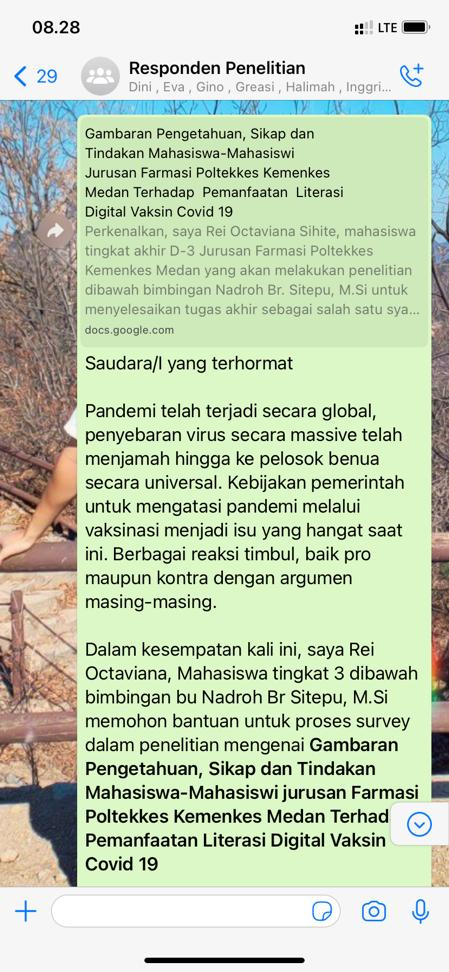 08.28
LTE
29
Responden Penelitian
Dini , Eva , Gino , Greasi , Halimah , Inggri...
Gambaran Pengetahuan, Sikap dan
Tindakan Mahasiswa-Mahasiswi
Jurusan Farmasi Poltekkes Kemenkes
Medan Terhadap Pemanfaatan Literasi
Digital Vaksin Covid 19
Perkenalkan, saya Rei Octaviana Sihite, mahasiswa
tingkat akhir D-3 Jurusan Farmasi Poltekkes
Kemenkes Medan yang akan melakukan penelitian
dibawah bimbingan Nadroh Br. Sitepu, M.Si untuk
menyelesaikan tugas akhir sebagai salah satu sya...
docs.google.com
Saudara/I yang terhormat
Pandemi telah terjadi secara global,
penyebaran virus secara massive telah
menjamah hingga ke pelosok benua
secara universal. Kebijakan pemerintah
untuk mengatasi pandemi melalui
vaksinasi menjadi isu yang hangat saat
ini. Berbagai reaksi timbul, baik pro
maupun kontra dengan argumen
masing-masing.
Dalam kesempatan kali ini, saya Rei
Octaviana, Mahasiswa tingkat 3 dibawah
bimbingan bu Nadroh Br Sitepu, M.Si
memohon bantuan untuk proses survey
dalam penelitian mengenai Gambaran
Pengetahuan, Sikap dan Tindakan
Mahasiswa-Mahasiswi jurusan Farmasi
Poltekkes Kemenkes Medan Terhad
Pemanfaatan Literasi Digital Vaksin
Covid 19